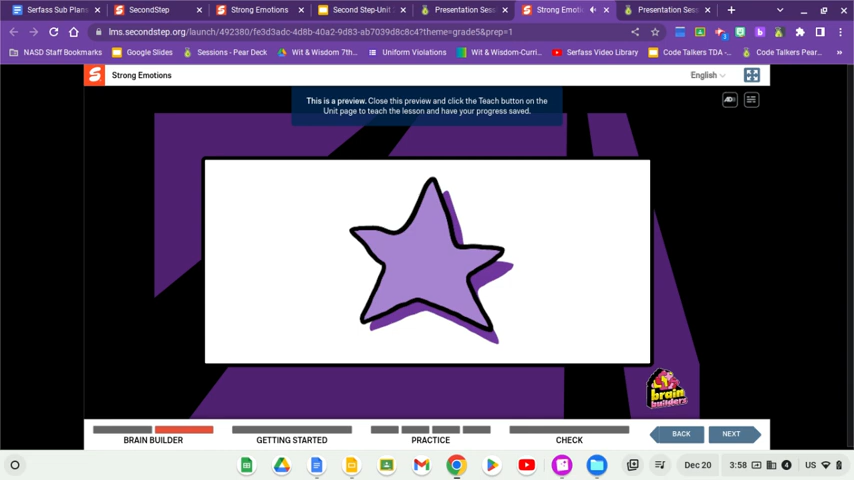 Serfass Sub Plans
SecondStep
Strong Emotions
Second Step-Unit
Presentation Sess
Strong Emoti
Presentation Sess
lms.secondstep.org/launch/492380/fe3d3adc-4d8b-40a2-9d83-ab7039d8c8c4?theme=grade5&prep=1
NASD Staff Bookmarks
Google Slides
Sessions - Pear Deck
Wit & Wisdom 7th...
Uniform Violations
Wit & Wisdom-Curri...
Serfass Video Library
Code Talkers TDA -...
Code Talkers Pear...
Strong Emotions
English
This is a preview. Close this preview and click the Teach button on the
Unit page to teach the lesson and have your progress saved.
AD
brain
builders
BRAIN BUILDER
GETTING STARTED
PRACTICE
CHECK
BACK
NEXT
Dec 20
3:58
4
US